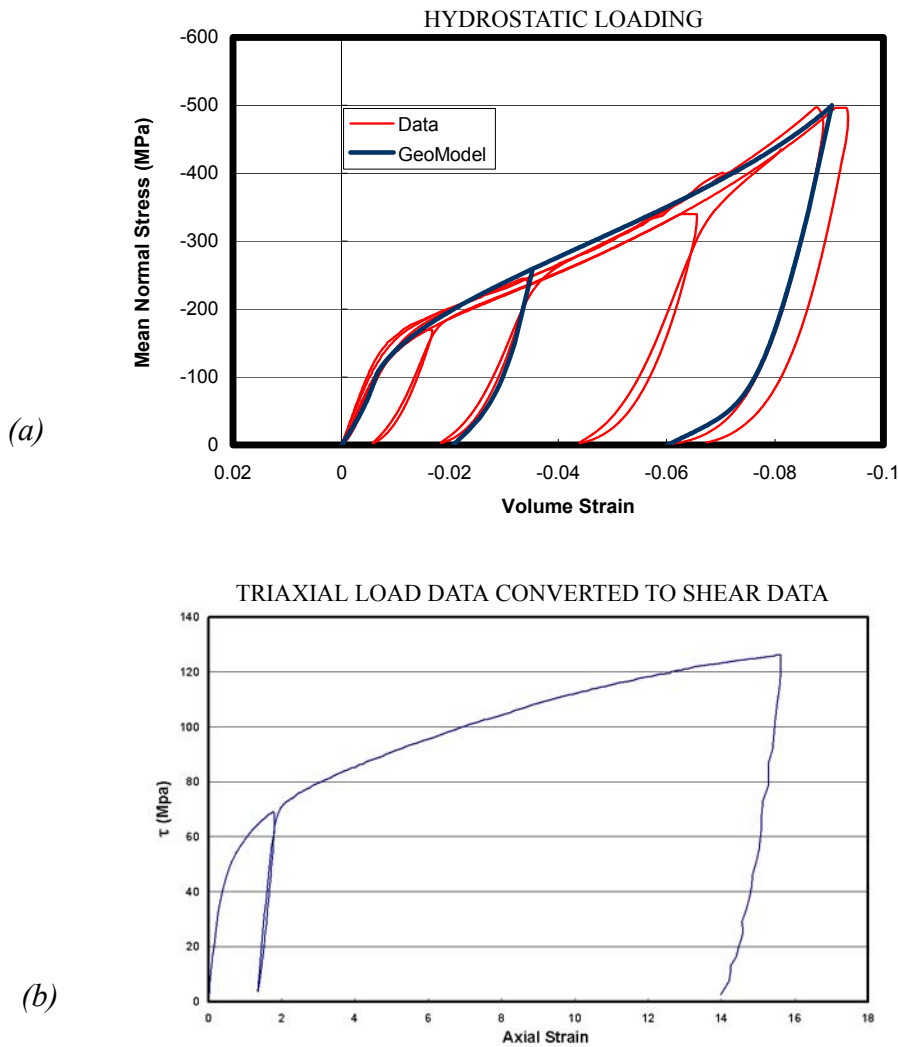 HYDROSTATIC LOADING
-600
-500
-400
-300
-200
-100
0
Mean Normal Stress (MPa)
Data
GeoModel
(a)
0.02 0 -0.02 -0.04 -0.06 -0.08 -0.1
Volume Strain
TRIAXIAL LOAD DATA CONVERTED TO SHEAR DATA
140
120
100
80
60
40
20
0
τ (Mpa)
(b)
0 2 4 6 8 10 12 14 16 18
Axial Strain